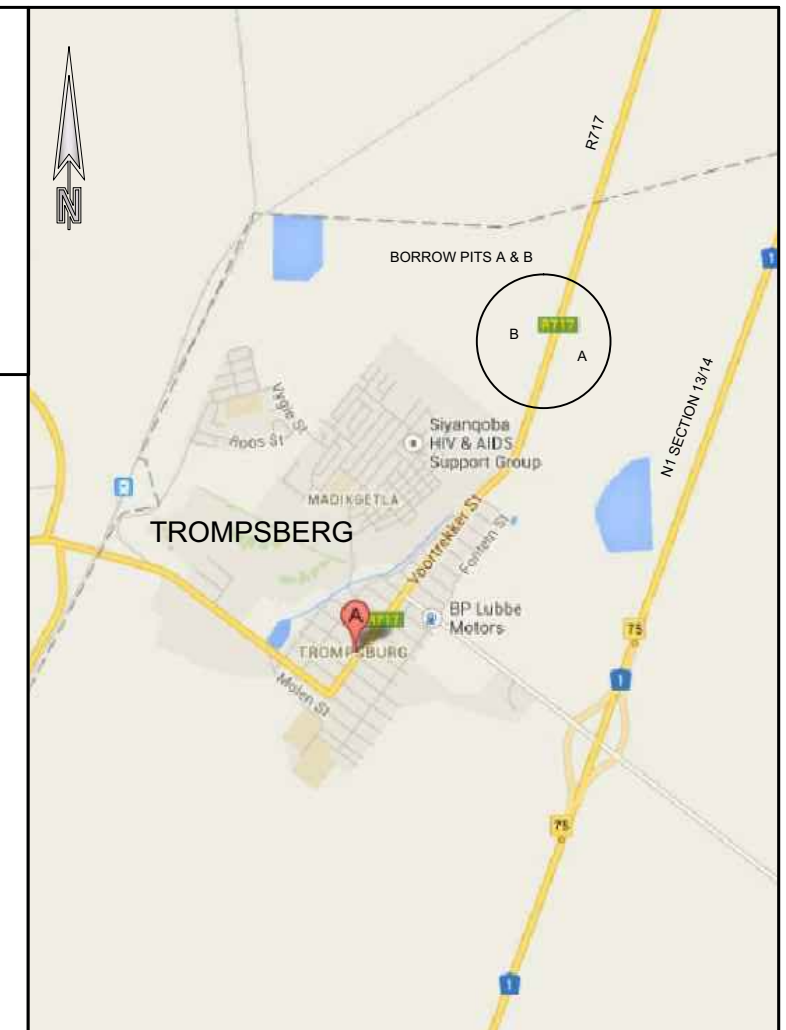 N
R717
1
BORROW PITS A & B
R717
B
A
N1 SECTION 13/14
Virgie St
Roos St
Siyanqoba
HIV & AIDS
Support Group
MADIKGETLA
TROMPSBERG
Voortrekker St
Fontein St
A
R717
BP Lubbe
Motors
TROMPSBURG
75
1
Molen St
75
1